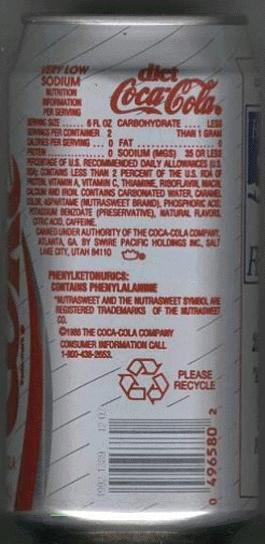 VERY LOW
SODIUM
NUTRITION
INFORMATION
PER SERVING
diet
Coca-Cola
SERVING SIZE ...... 6 FL OZ CARBOHYDRATE .... LESS
SERVINGS PER CONTAINER 2 THAN 1 GRAM
CALORIES PER SERVING .... 0 FAT .................... 0
PROTEIN ............. 0 SODIUM (MGS) 35 OR LESS
PERCENTAGE OF U.S. RECOMMENDED DAILY ALLOWANCES (U.S.
RDA): CONTAINS LESS THAN 2 PERCENT OF THE U.S. RDA OF
PROTEIN, VITAMIN A, VITAMIN C, THIAMINE, RIBOFLAVIN, NIACIN,
CALCIUM AND IRON. CONTAINS CARBONATED WATER, CARAMEL
COLOR, ASPARTAME (NUTRASWEET BRAND), PHOSPHORIC ACID,
POTASSIUM BENZOATE (PRESERVATIVE), NATURAL FLAVORS,
CITRIC ACID, CAFFEINE.
CANNED UNDER AUTHORITY OF THE COCA-COLA COMPANY,
ATLANTA, GA. BY SWIRE PACIFIC HOLDINGS INC., SALT
LAKE CITY, UTAH 84110
PHENYLKETONURICS:
CONTAINS PHENYLALANINE
*NUTRASWEET AND THE NUTRASWEET SYMBOL ARE
REGISTERED TRADEMARKS OF THE NUTRASWEET
CO.
©1986 THE COCA-COLA COMPANY
CONSUMER INFORMATION CALL
1-800-438-2653.
PLEASE
RECYCLE
0 496580 2